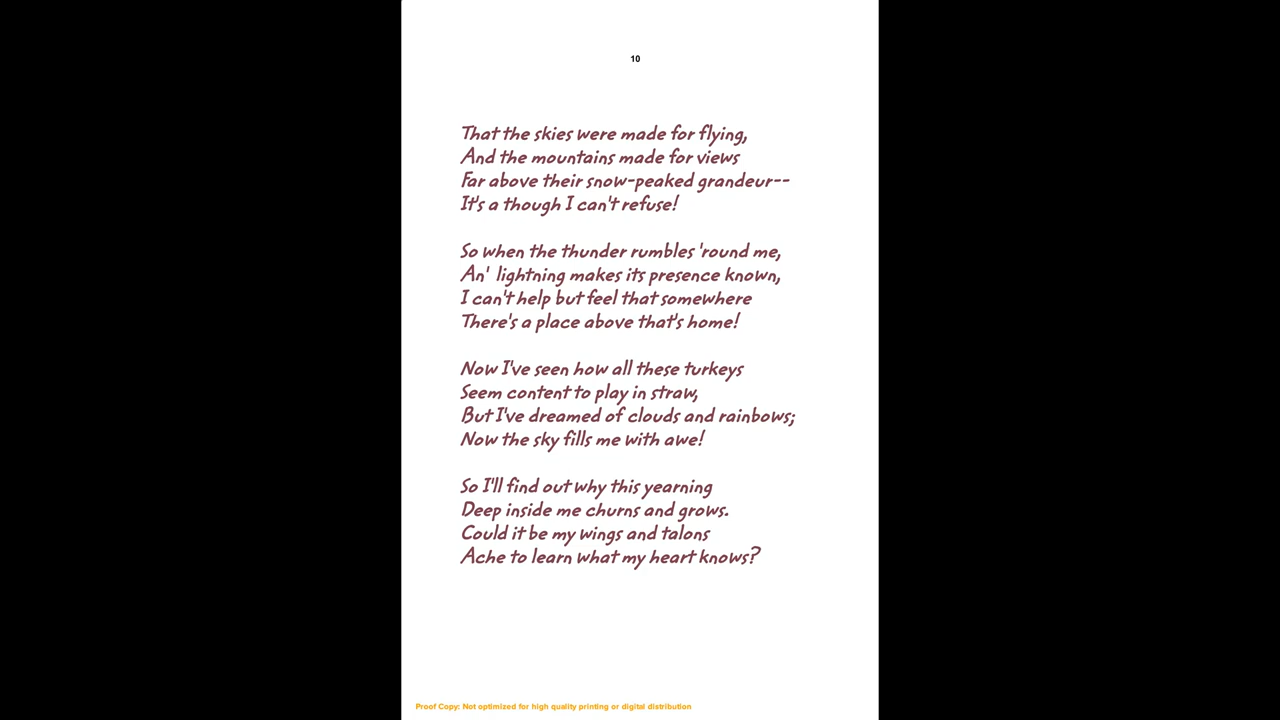 10
That the skies were made for flying,
And the mountains made for views
Far above their snow-peaked grandeur--
It's a though I can't refuse!
So when the thunder rumbles 'round me,
An' lightning makes its presence known,
I can't help but feel that somewhere
There's a place above that's home!
Now I've seen how all these turkeys
Seem content to play in straw,
But I've dreamed of clouds and rainbows;
Now the sky fills me with awe!
So I'll find out why this yearning
Deep inside me churns and grows.
Could it be my wings and talons
Ache to learn what my heart knows?
Proof Copy: Not optimized for high quality printing or digital distribution